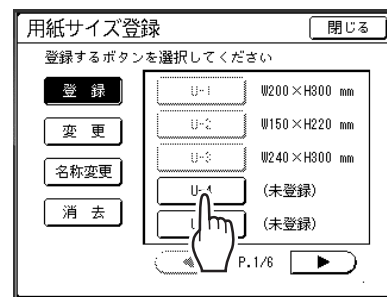 用紙サイズ登録
閉じる
登録するボタンを選択してください
登 録
U-1 W200×H300 mm
変 更
U-2 W150×H220 mm
U-3 W240×H300 mm
名称変更
U-4 (未登録)
消 去
(未登録)
P.1/6